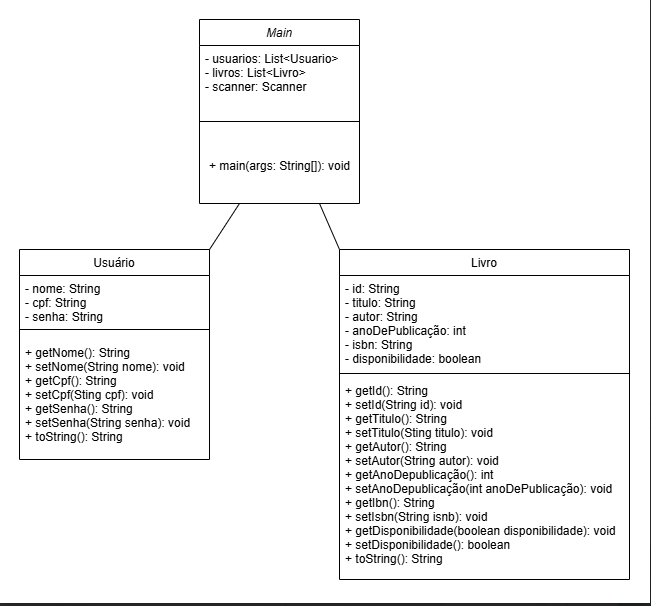 Main
- usuarios: List<Usuario>
- livros: List<Livro>
- scanner: Scanner
+ main(args: String[]): void
Usuário
- nome: String
- cpf: String
- senha: String
+ getNome(): String
+ setNome(String nome): void
+ getCpf(): String
+ setCpf(Sting cpf): void
+ getSenha(): String
+ setSenha(String senha): void
+ toString(): String
Livro
- id: String
- titulo: String
- autor: String
- anoDePublicação: int
- isbn: String
- disponibilidade: boolean
+ getId(): String
+ setId(String id): void
+ getTitulo(): String
+ setTitulo(Sting titulo): void
+ getAutor(): String
+ setAutor(String autor): void
+ getAnoDepublicação(): int
+ setAnoDepublicação(int anoDePublicação): void
+ getIbn(): String
+ setIsbn(String isnb): void
+ getDisponibilidade(boolean disponibilidade): void
+ setDisponibilidade(): boolean
+ toString(): String